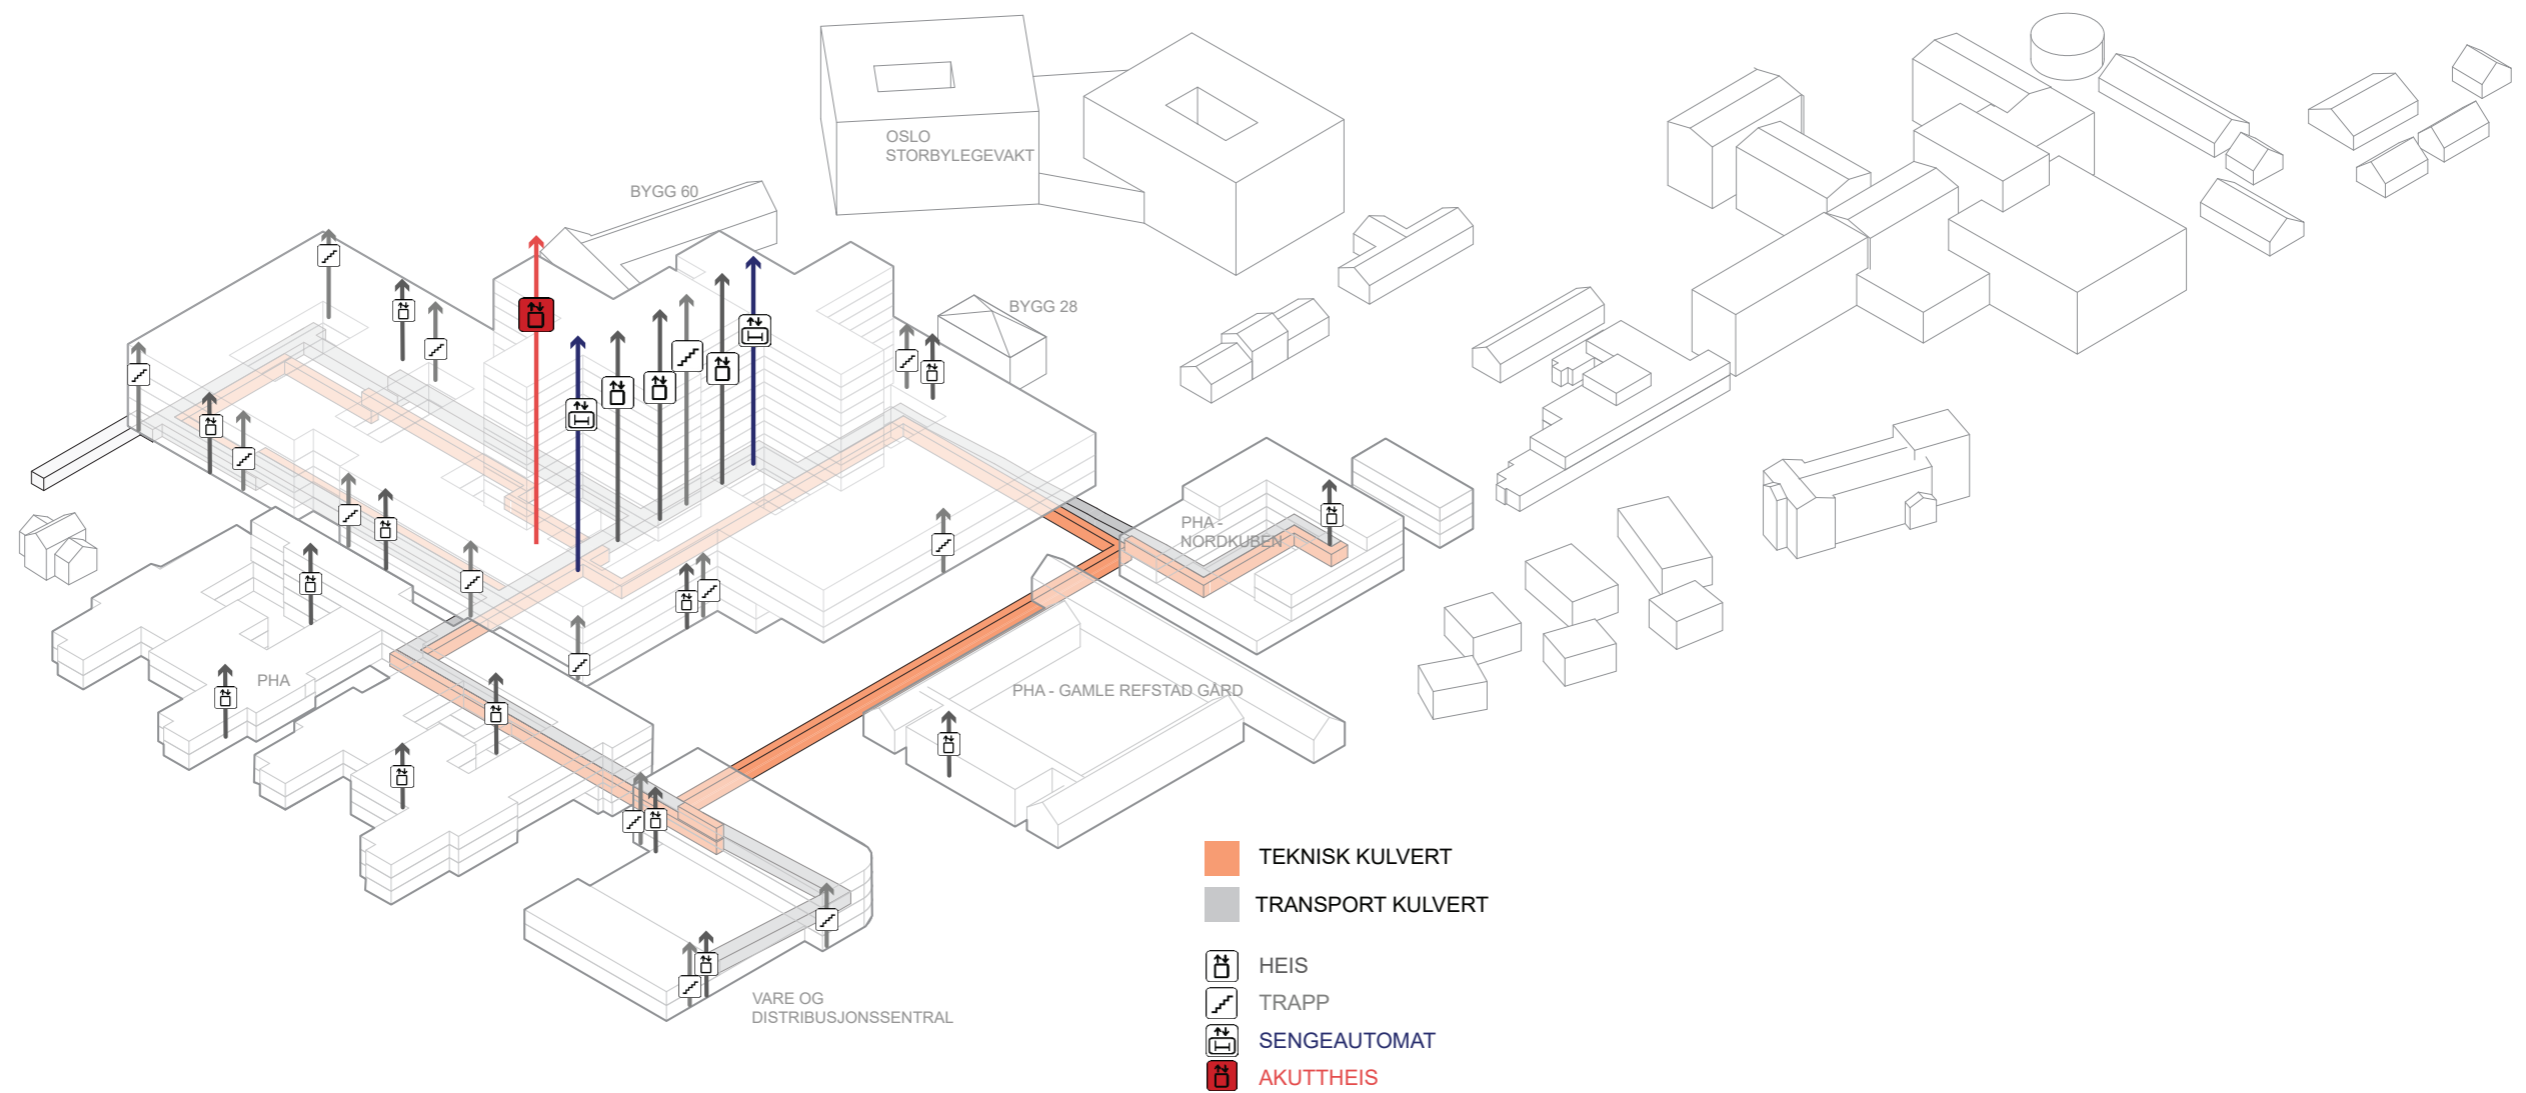 OSLO
STORBYLEGEVAKT
BYGG 60
BYGG 28
PHA -
NORDKUBEN
PHA
PHA - GAMLE REFSTAD GÅRD
VARE OG
DISTRIBUSJONSSENTRAL
TEKNISK KULVERT
TRANSPORT KULVERT
HEIS
TRAPP
SENGEAUTOMAT
AKUTTHEIS